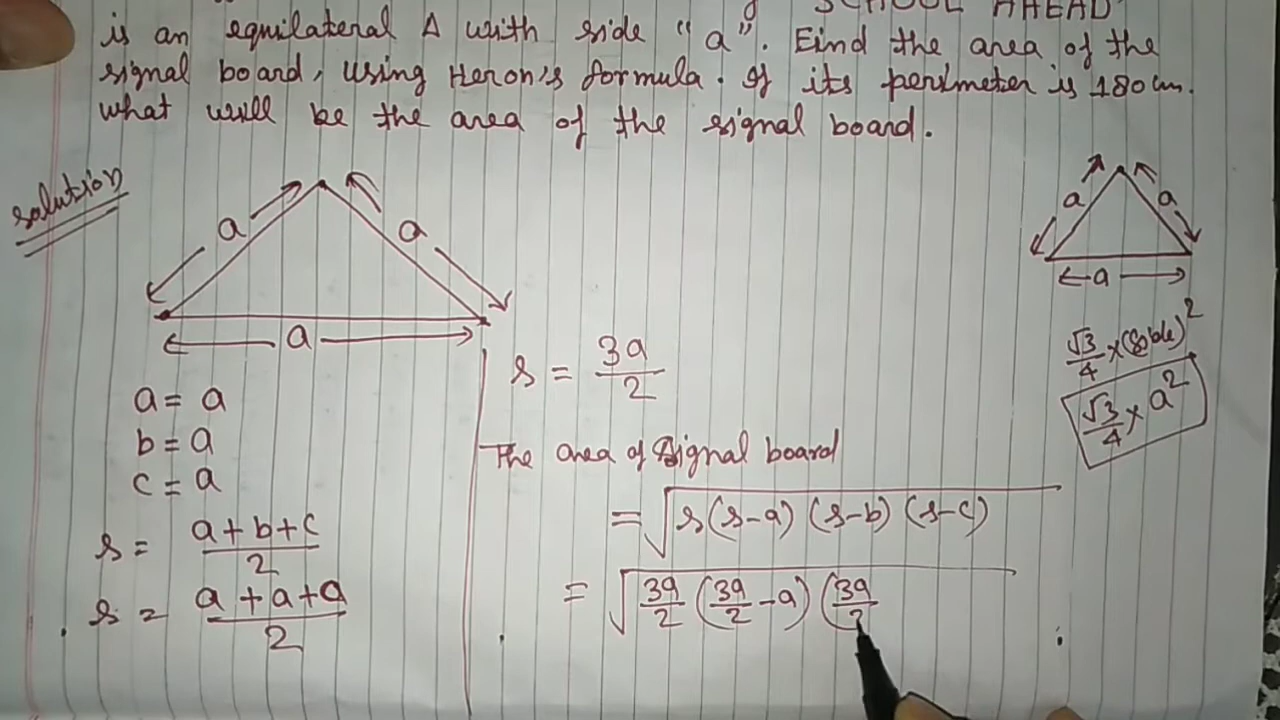 SCHOOL AHEAD
is an equilateral Δ with side "a". Find the area of the
signal board, using Heron's formula. If its perimeter is 180 cm.
what will be the area of the signal board.
solution
a a
a
a = a
b = a
c = a
s = a+b+c/2
s = a+a+a/2
s = 3a/2
The area of Signal board
= √s(s-a) (s-b) (s-c)
= √3a/2 (3a/2 - a) (3a/2
a a
a
√3/4 × (Side)²
√3/4 × a²